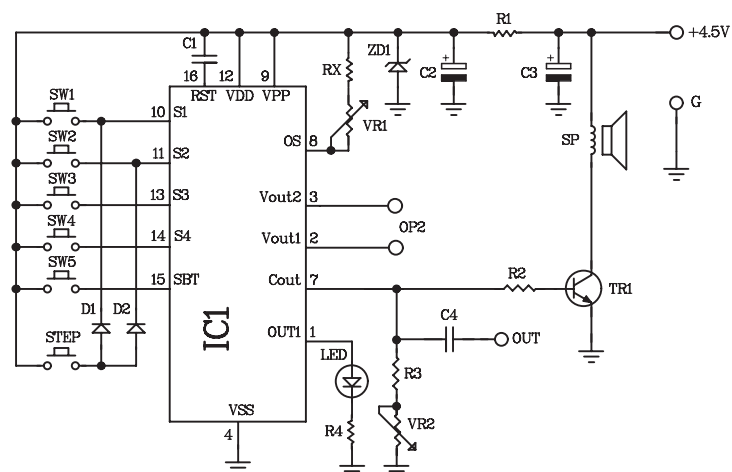 R1
+4.5V
C1
ZD1
RX
C2
C3
16 12 9
RST VDD VPP
G
SW1
10 S1
VR1
SW2
11 S2
OS 8
SP
SW3
13 S3
Vout2 3
OP2
SW4
14 S4
Vout1 2
SW5
15 SBT
Cout 7
R2
TR1
D1 D2
IC1
C4
OUT
STEP
OUT1 1
LED
R3
VSS
4
R4
VR2